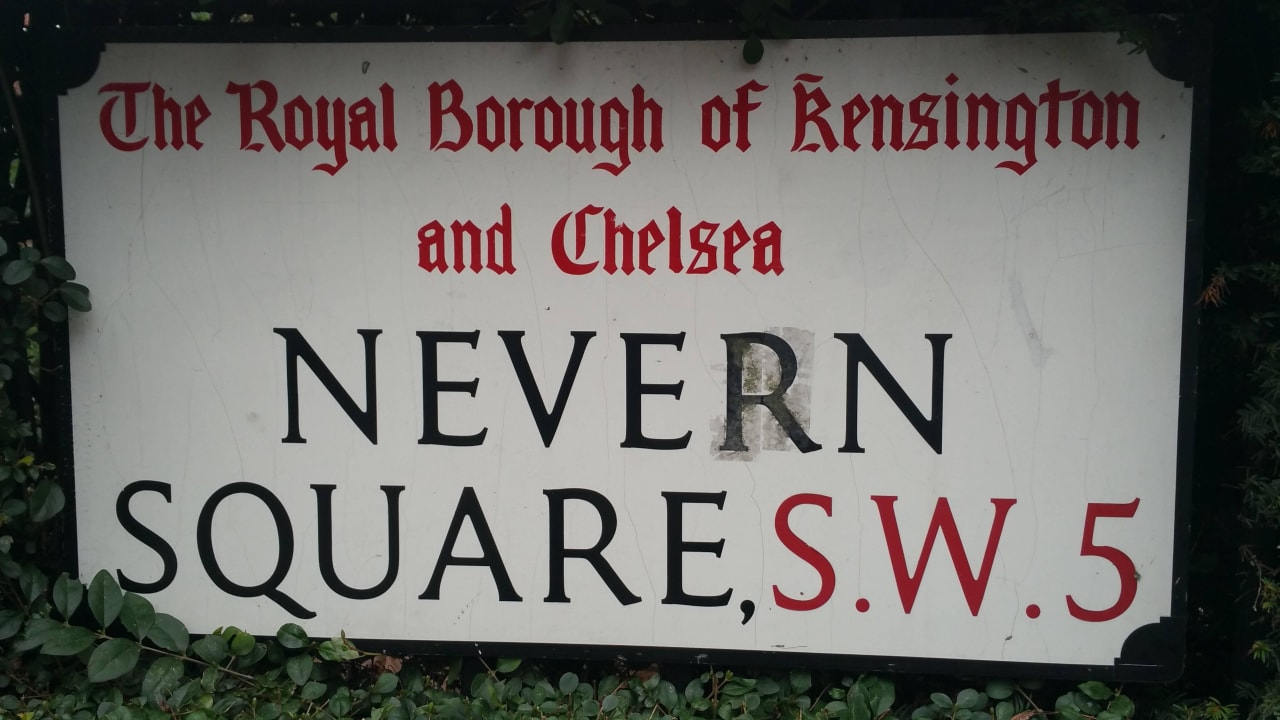 The Royal Borough of Kensington
and Chelsea
NEVERN
SQUARE, S.W.5